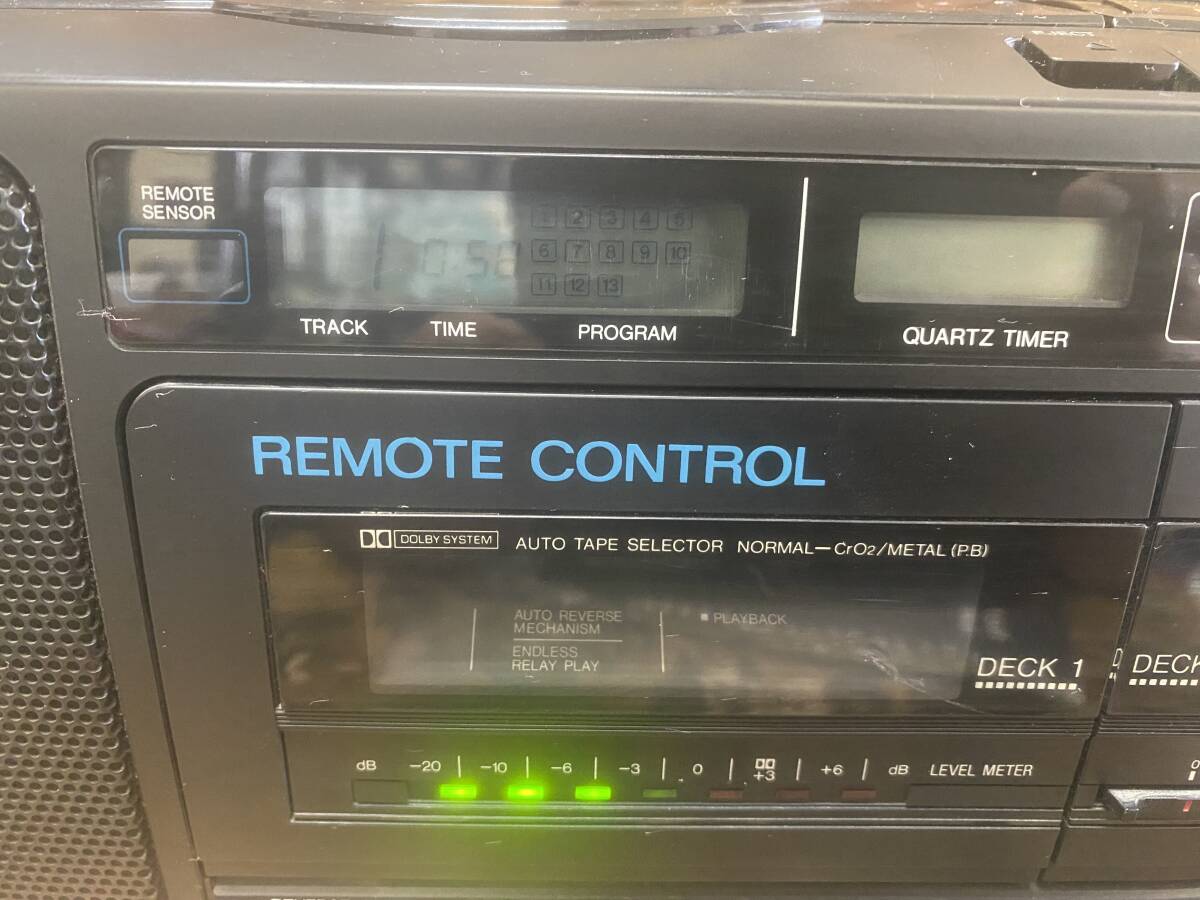 EJECT
REMOTE
SENSOR
1 0:58
1 2 3 4 5
6 7 8 9 10
11 12 13
TRACK TIME PROGRAM
QUARTZ TIMER
REMOTE CONTROL
DOLBY SYSTEM AUTO TAPE SELECTOR NORMAL—CrO2/METAL (P.B)
AUTO REVERSE
MECHANISM
ENDLESS
RELAY PLAY
PLAYBACK
DECK 1
DECK
dB -20 -10 -6 -3 0 +3 +6 dB LEVEL METER